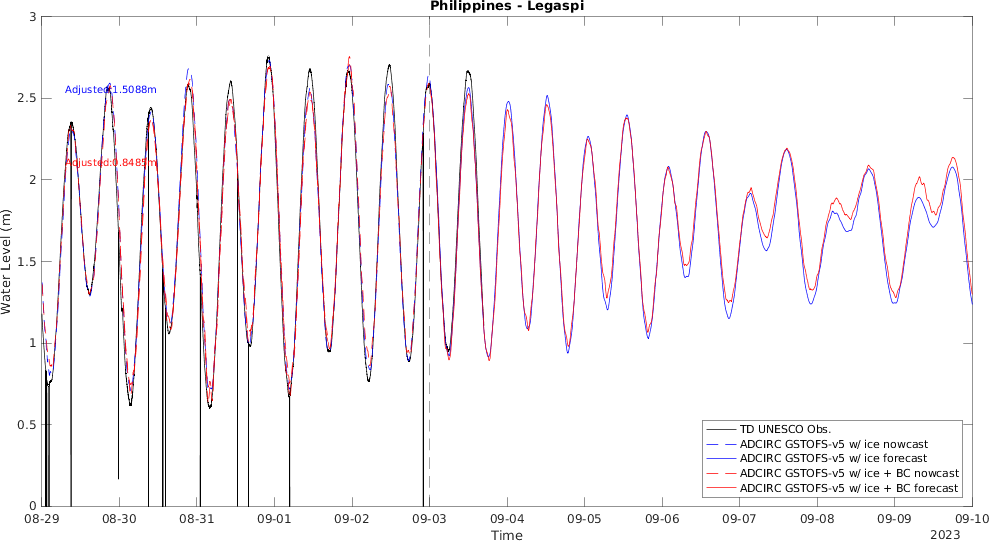 Philippines - Legaspi
3
2.5
2
1.5
1
0.5
0
Water Level (m)
Adjusted:1.5088m
Adjusted:0.8485m
TD UNESCO Obs.
ADCIRC GSTOFS-v5 w/ ice nowcast
ADCIRC GSTOFS-v5 w/ ice forecast
ADCIRC GSTOFS-v5 w/ ice + BC nowcast
ADCIRC GSTOFS-v5 w/ ice + BC forecast
08-29 08-30 08-31 09-01 09-02 09-03 09-04 09-05 09-06 09-07 09-08 09-09 09-10
Time
2023